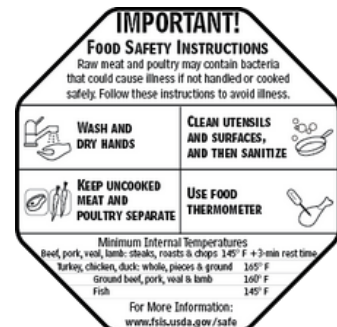 IMPORTANT!
FOOD SAFETY INSTRUCTIONS
Raw meat and poultry may contain bacteria
that could cause illness if not handled or cooked
safely. Follow these instructions to avoid illness.
WASH AND
DRY HANDS
CLEAN UTENSILS
AND SURFACES,
AND THEN SANITIZE
KEEP UNCOOKED
MEAT AND
POULTRY SEPARATE
USE FOOD
THERMOMETER
Minimum Internal Temperatures
Beef, pork, veal, lamb: steaks, roasts & chops 145° F +3-min rest time
Turkey, chicken, duck: whole, pieces & ground 165° F
Ground beef, pork, veal & lamb 160° F
Fish 145° F
For More Information:
www.fsis.usda.gov/safe